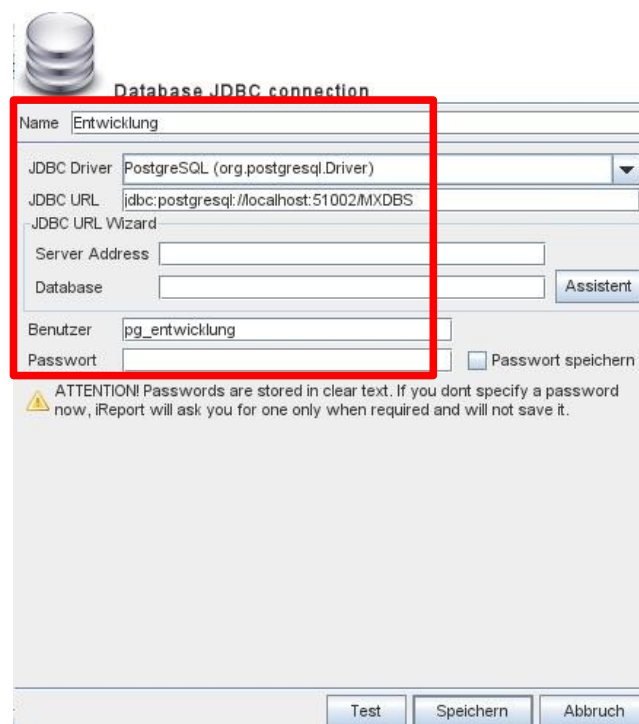 Database JDBC connection
Name Entwicklung
JDBC Driver PostgreSQL (org.postgresql.Driver)
JDBC URL jdbc:postgresql://localhost:51002/MXDBS
JDBC URL Wizard
Server Address
Database Assistent
Benutzer pg_entwicklung
Passwort Passwort speichern
ATTENTION! Passwords are stored in clear text. If you dont specify a password
now, iReport will ask you for one only when required and will not save it.
Test Speichern Abbruch